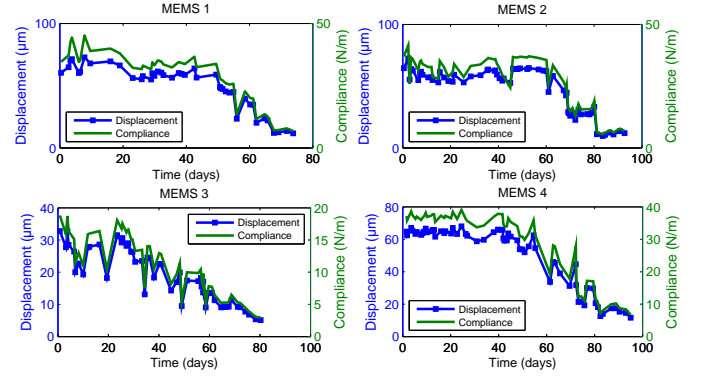 MEMS 1
100
50
Displacement (μm)
Compliance (N/m)
Displacement
Compliance
0
0
0 20 40 60 80
Time (days)
MEMS 2
100
50
Displacement (μm)
Compliance (N/m)
Displacement
Compliance
0
0
0 20 40 60 80 100
Time (days)
MEMS 3
40
30
20
10
0
Displacement (μm)
20
15
10
5
0
Compliance (N/m)
Displacement
Compliance
0 20 40 60 80 100
Time (days)
MEMS 4
80
60
40
20
0
Displacement (μm)
40
30
20
10
0
Compliance (N/m)
Displacement
Compliance
0 20 40 60 80 100
Time (days)